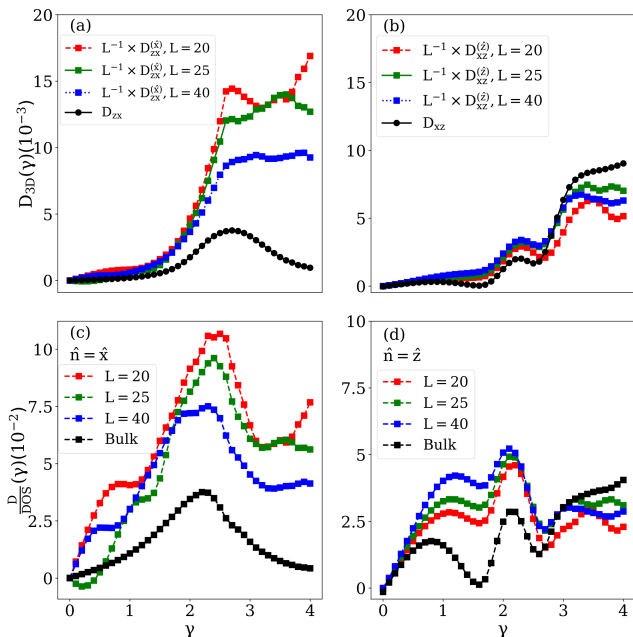 (a)
L⁻¹ × D_zx^(x̂), L = 20
L⁻¹ × D_zx^(x̂), L = 25
L⁻¹ × D_zx^(x̂), L = 40
D_zx
20
15
10
5
0
D_3D(γ)(10⁻³)
(b)
L⁻¹ × D_xz^(ẑ), L = 20
L⁻¹ × D_xz^(ẑ), L = 25
L⁻¹ × D_xz^(ẑ), L = 40
D_xz
20
15
10
5
0
(c)
n̂ = x̂
L = 20
L = 25
L = 40
Bulk
10
7.5
5
2.5
0
D/DOS(γ)(10⁻²)
0 1 2 3 4
γ
(d)
n̂ = ẑ
L = 20
L = 25
L = 40
Bulk
10
7.5
5
2.5
0
0 1 2 3 4
γ